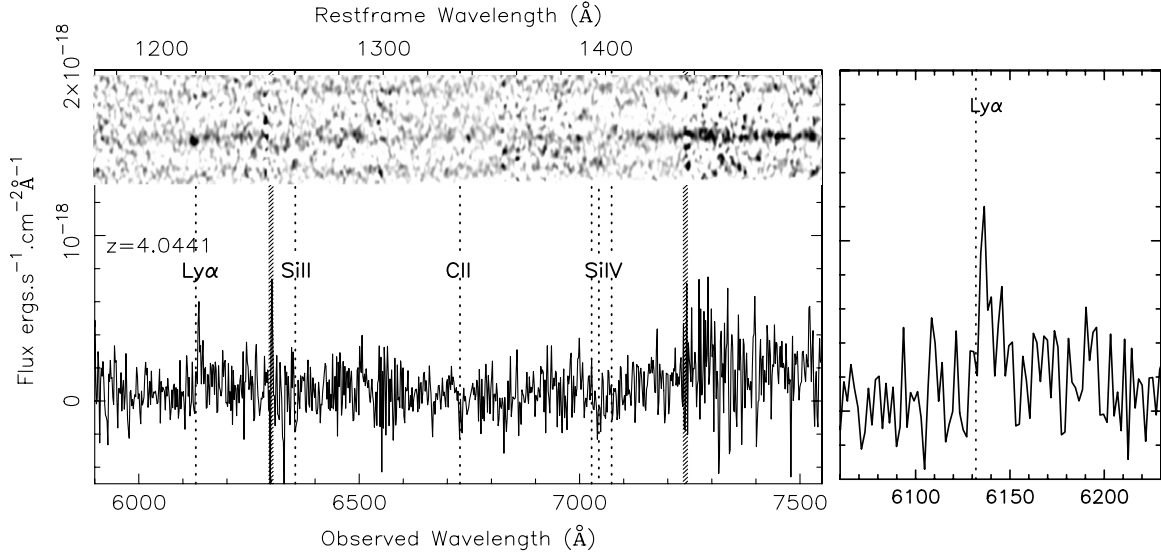 Restframe Wavelength (Å)
1200 1300 1400
2×10⁻¹⁸
10⁻¹⁸
0
Flux ergs.s⁻¹.cm⁻²Å⁻¹
z=4.0441
Lyα SiII CII SiIV
6000 6500 7000 7500
Observed Wavelength (Å)
Lyα
6100 6150 6200